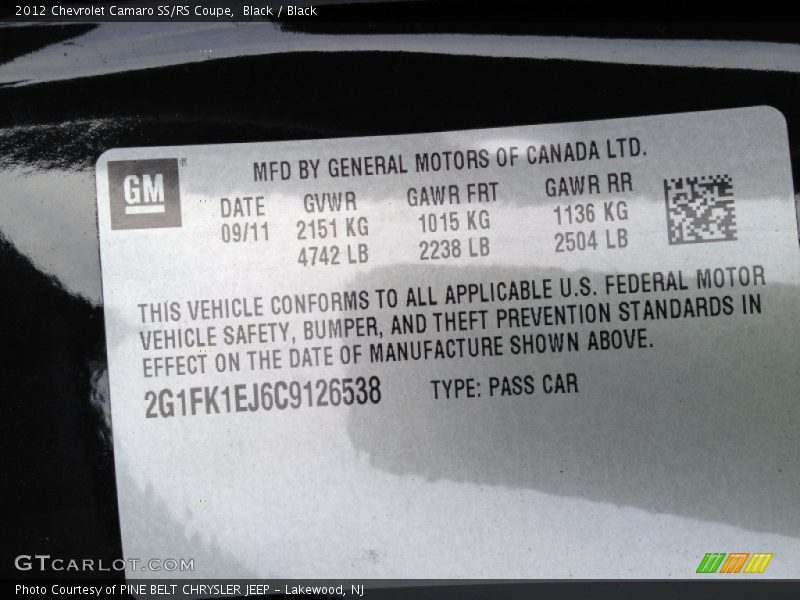 2012 Chevrolet Camaro SS/RS Coupe, Black / Black
GM®
MFD BY GENERAL MOTORS OF CANADA LTD.
DATE GVWR GAWR FRT GAWR RR
09/11 2151 KG 1015 KG 1136 KG
4742 LB 2238 LB 2504 LB
THIS VEHICLE CONFORMS TO ALL APPLICABLE U.S. FEDERAL MOTOR
VEHICLE SAFETY, BUMPER, AND THEFT PREVENTION STANDARDS IN
EFFECT ON THE DATE OF MANUFACTURE SHOWN ABOVE.
2G1FK1EJ6C9126538 TYPE: PASS CAR
GTCARLOT.COM
Photo Courtesy of PINE BELT CHRYSLER JEEP - Lakewood, NJ